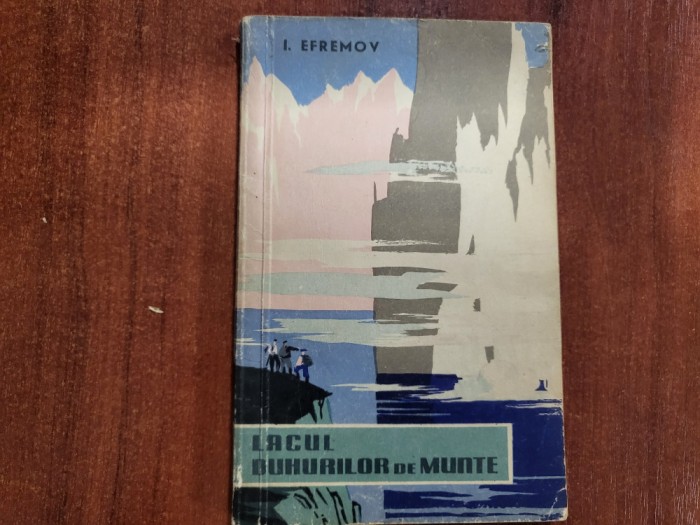 I. EFREMOV
LACUL
DUHURILOR DE MUNTE